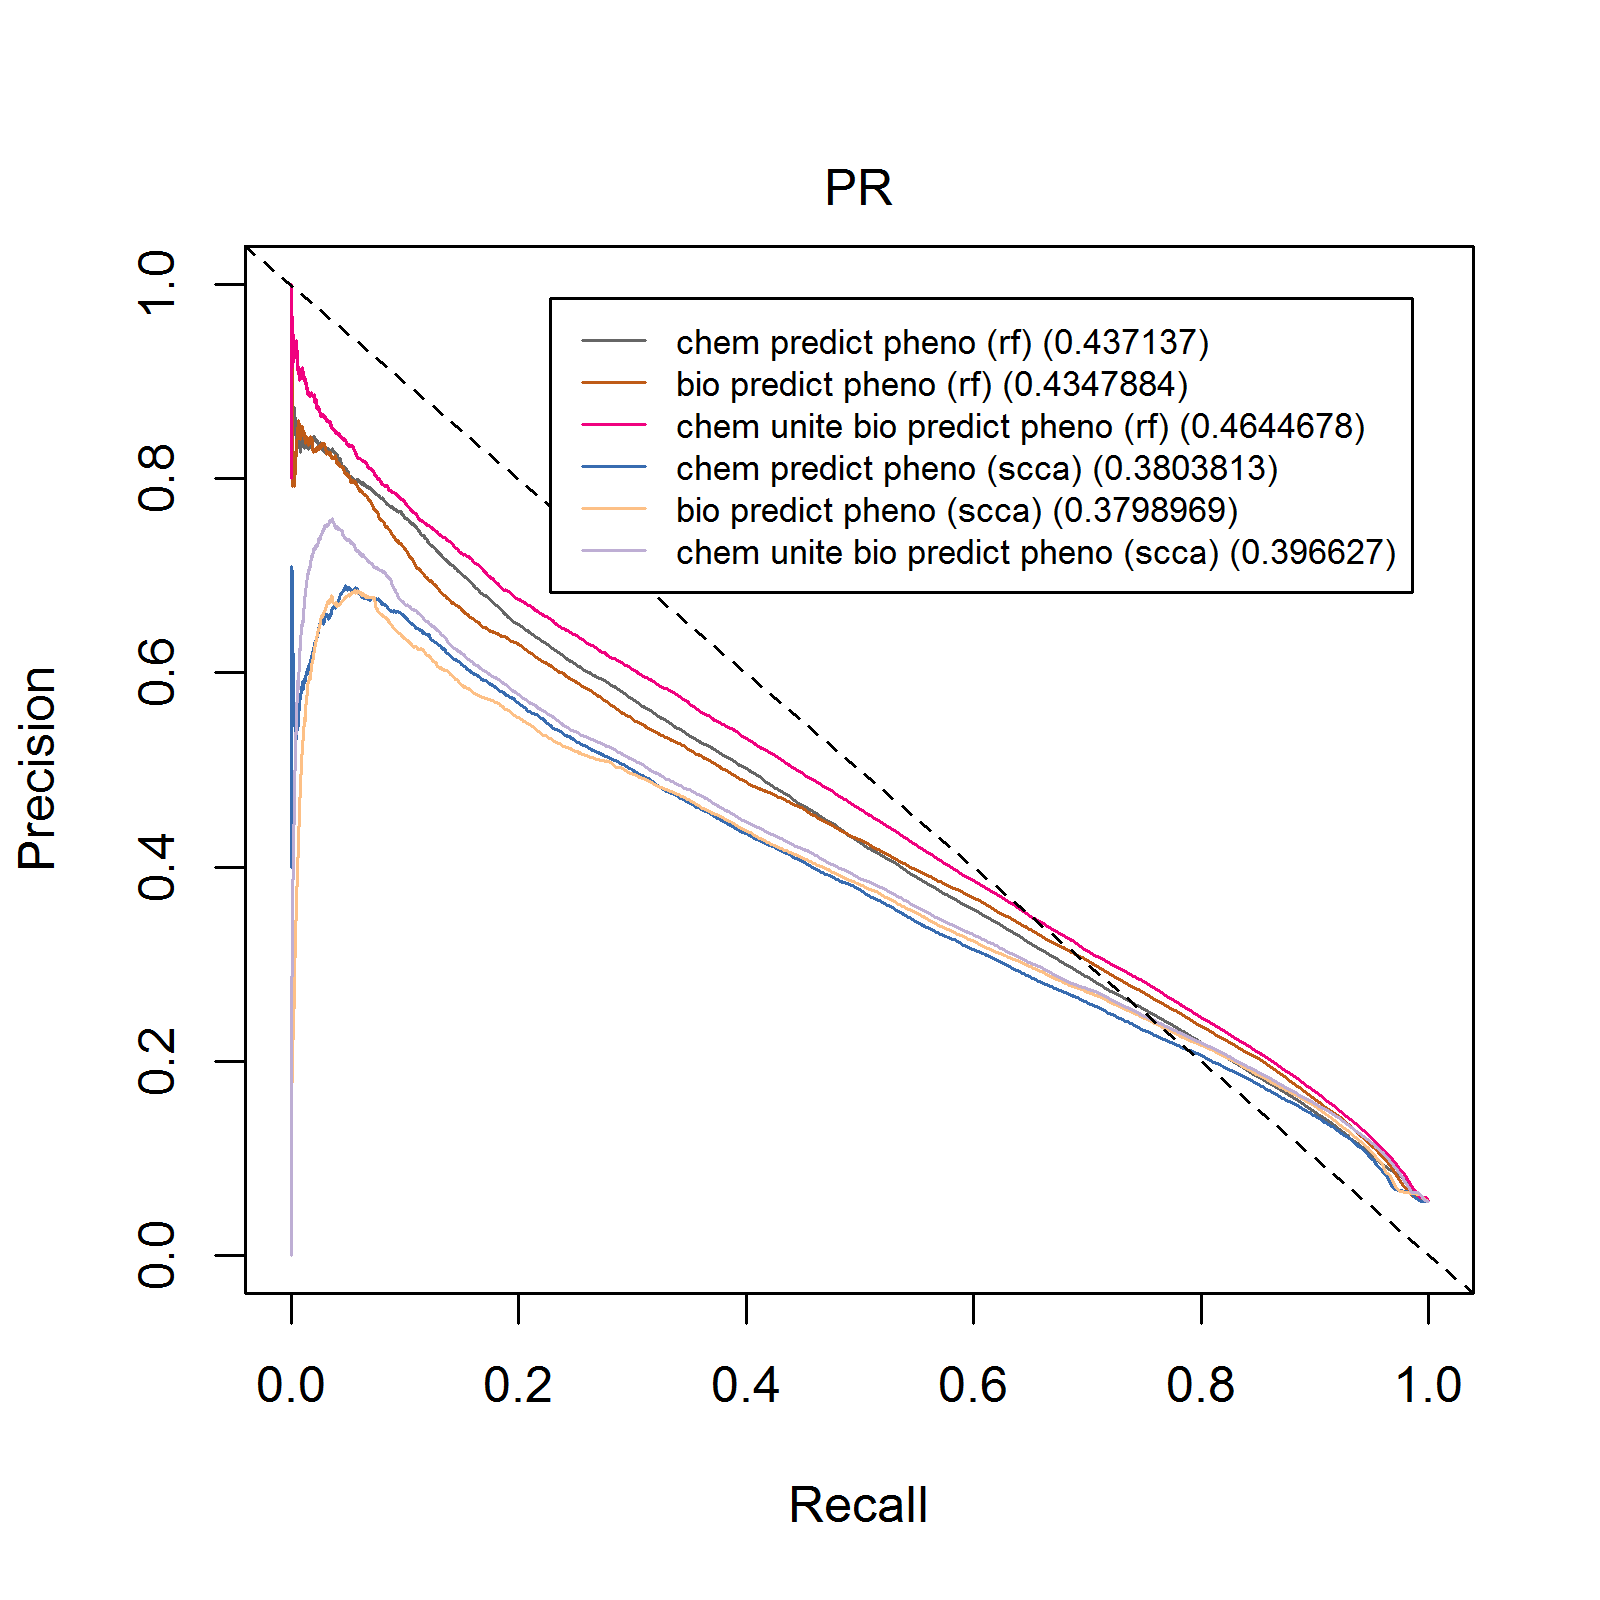 PR
chem predict pheno (rf) (0.437137)
bio predict pheno (rf) (0.4347884)
chem unite bio predict pheno (rf) (0.4644678)
chem predict pheno (scca) (0.3803813)
bio predict pheno (scca) (0.3798969)
chem unite bio predict pheno (scca) (0.396627)
Precision
1.0
0.8
0.6
0.4
0.2
0.0
0.0 0.2 0.4 0.6 0.8 1.0
Recall